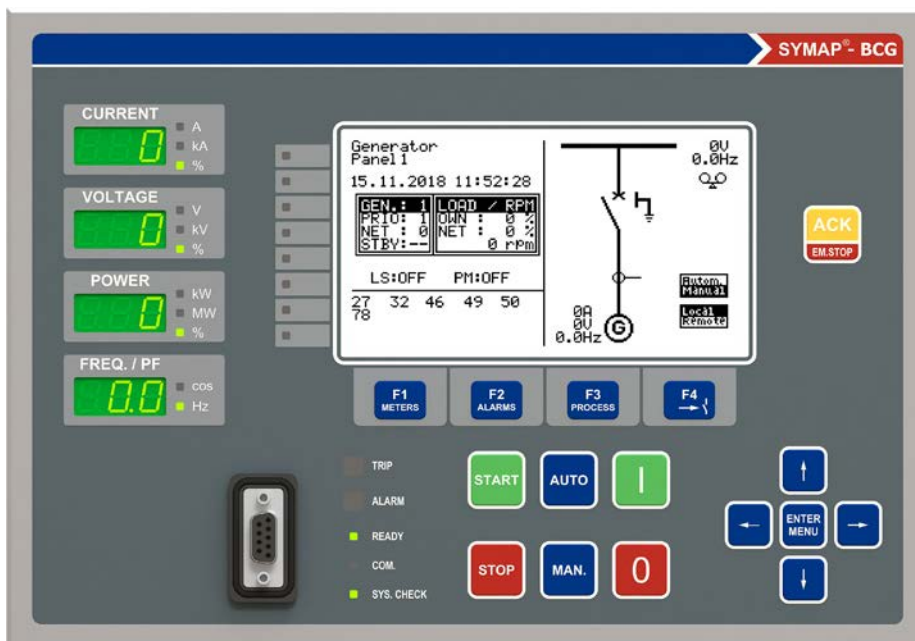 SYMAP®- BCG
CURRENT
0
A
kA
%
VOLTAGE
0
V
kV
%
POWER
0
kW
MW
%
FREQ. / PF
0.0
cos
Hz
Generator
Panel1
15.11.2018 11:52:28
GEN.: 1 LOAD / RPM
PRIO: 1 OWN : 0 %
NET : 0 NET : 0 %
STBY:-- 0 rpm
LS:OFF PM:OFF
27 32 46 49 50
78
0V
0.0Hz
Autom.
Manual
Local
Remote
0A
0V
0.0Hz
G
ACK
EM.STOP
F1
METERS
F2
ALARMS
F3
PROCESS
F4
TRIP
ALARM
READY
COM.
SYS. CHECK
START
AUTO
I
STOP
MAN.
0
ENTER
MENU